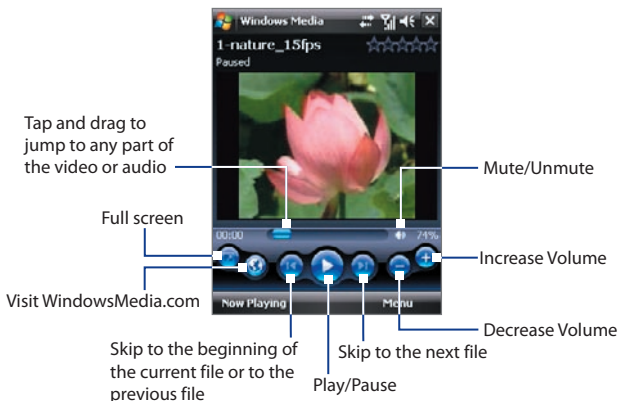 Windows Media
1-nature_15fps
Paused
Tap and drag to
jump to any part of
the video or audio
Mute/Unmute
Full screen
00:00
74%
Increase Volume
Visit WindowsMedia.com
Now Playing
Menu
Decrease Volume
Skip to the beginning of
the current file or to the
previous file
Skip to the next file
Play/Pause